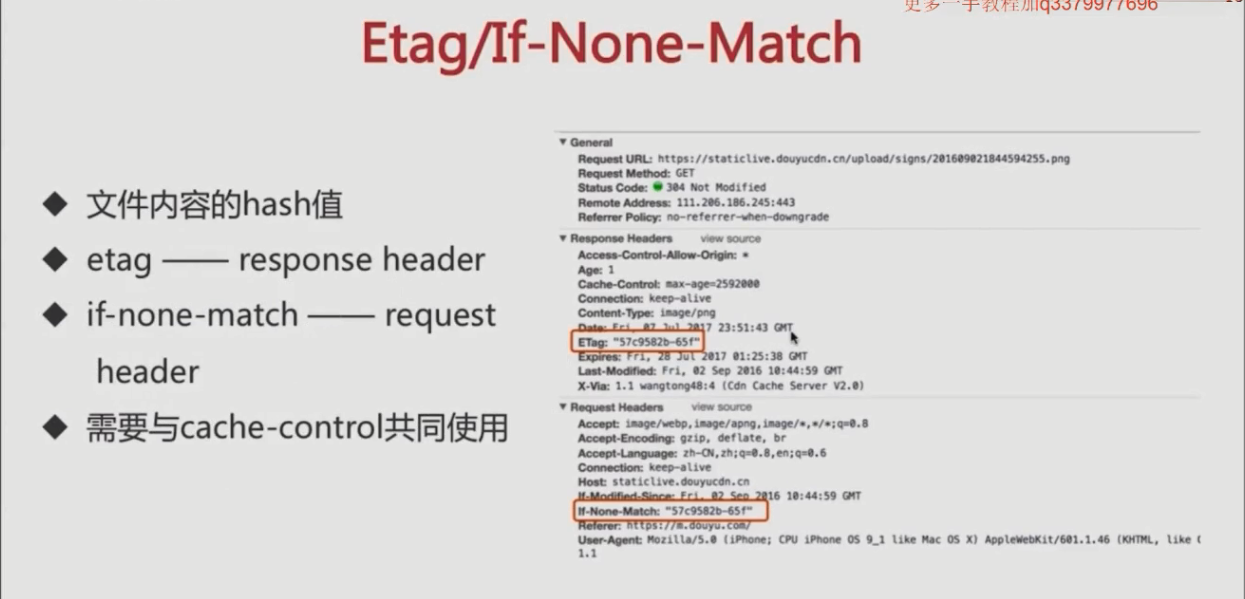 更多一手教程加q3379977696
Etag/If-None-Match
◆ 文件内容的hash值
◆ etag —— response header
◆ if-none-match —— request
header
◆ 需要与cache-control共同使用
▼ General
Request URL: https://staticlive.douyucdn.cn/upload/signs/201609021844594255.png
Request Method: GET
Status Code: 304 Not Modified
Remote Address: 111.206.186.245:443
Referrer Policy: no-referrer-when-downgrade
▼ Response Headers view source
Access-Control-Allow-Origin: *
Age: 1
Cache-Control: max-age=2592000
Connection: keep-alive
Content-Type: image/png
Date: Fri, 07 Jul 2017 23:51:43 GMT
ETag: "57c9582b-65f"
Expires: Fri, 28 Jul 2017 01:25:38 GMT
Last-Modified: Fri, 02 Sep 2016 10:44:59 GMT
X-Via: 1.1 wangtong48:4 (Cdn Cache Server V2.0)
▼ Request Headers view source
Accept: image/webp,image/apng,image/*,*/*;q=0.8
Accept-Encoding: gzip, deflate, br
Accept-Language: zh-CN,zh;q=0.8,en;q=0.6
Connection: keep-alive
Host: staticlive.douyucdn.cn
If-Modified-Since: Fri, 02 Sep 2016 10:44:59 GMT
If-None-Match: "57c9582b-65f"
Referer: https://m.douyu.com/
User-Agent: Mozilla/5.0 (iPhone; CPU iPhone OS 9_1 like Mac OS X) AppleWebKit/601.1.46 (KHTML, like
1.1